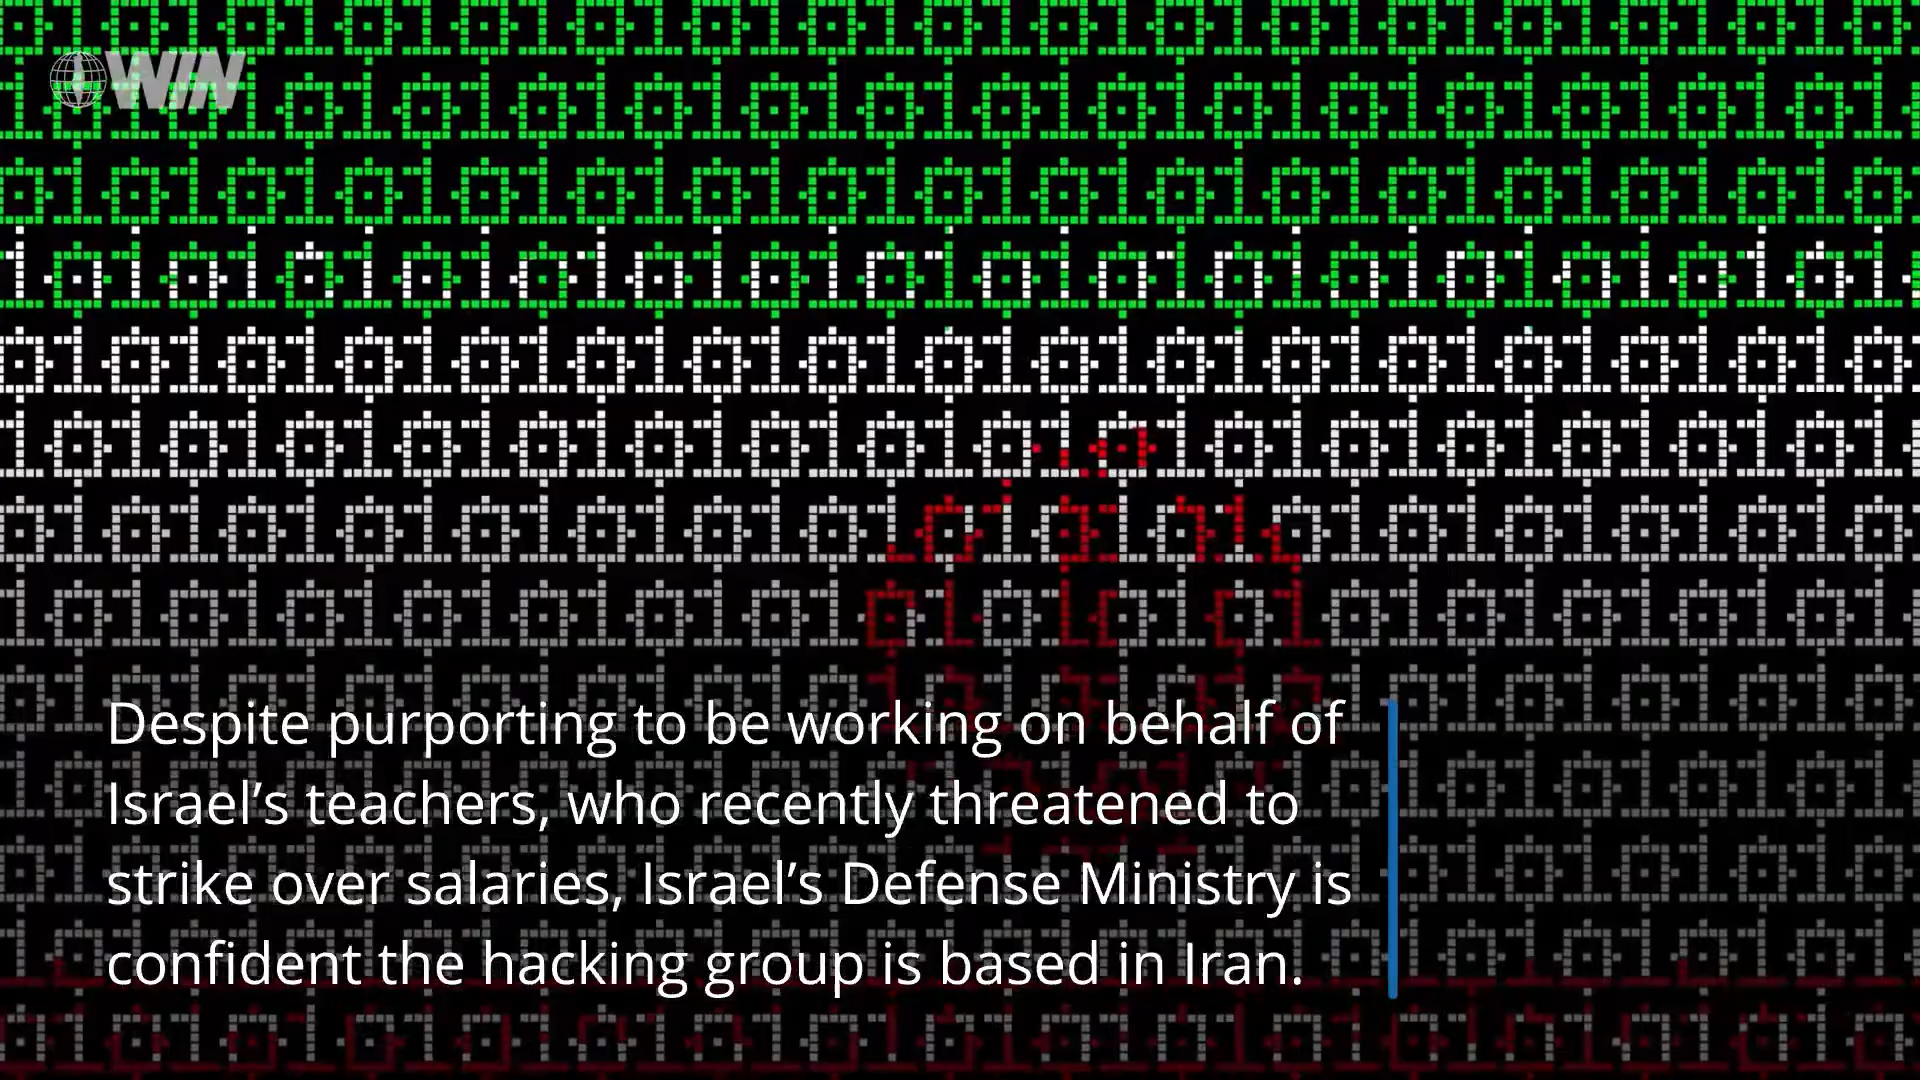 WIN
Despite purporting to be working on behalf of
Israel’s teachers, who recently threatened to
strike over salaries, Israel’s Defense Ministry is
confident the hacking group is based in Iran.